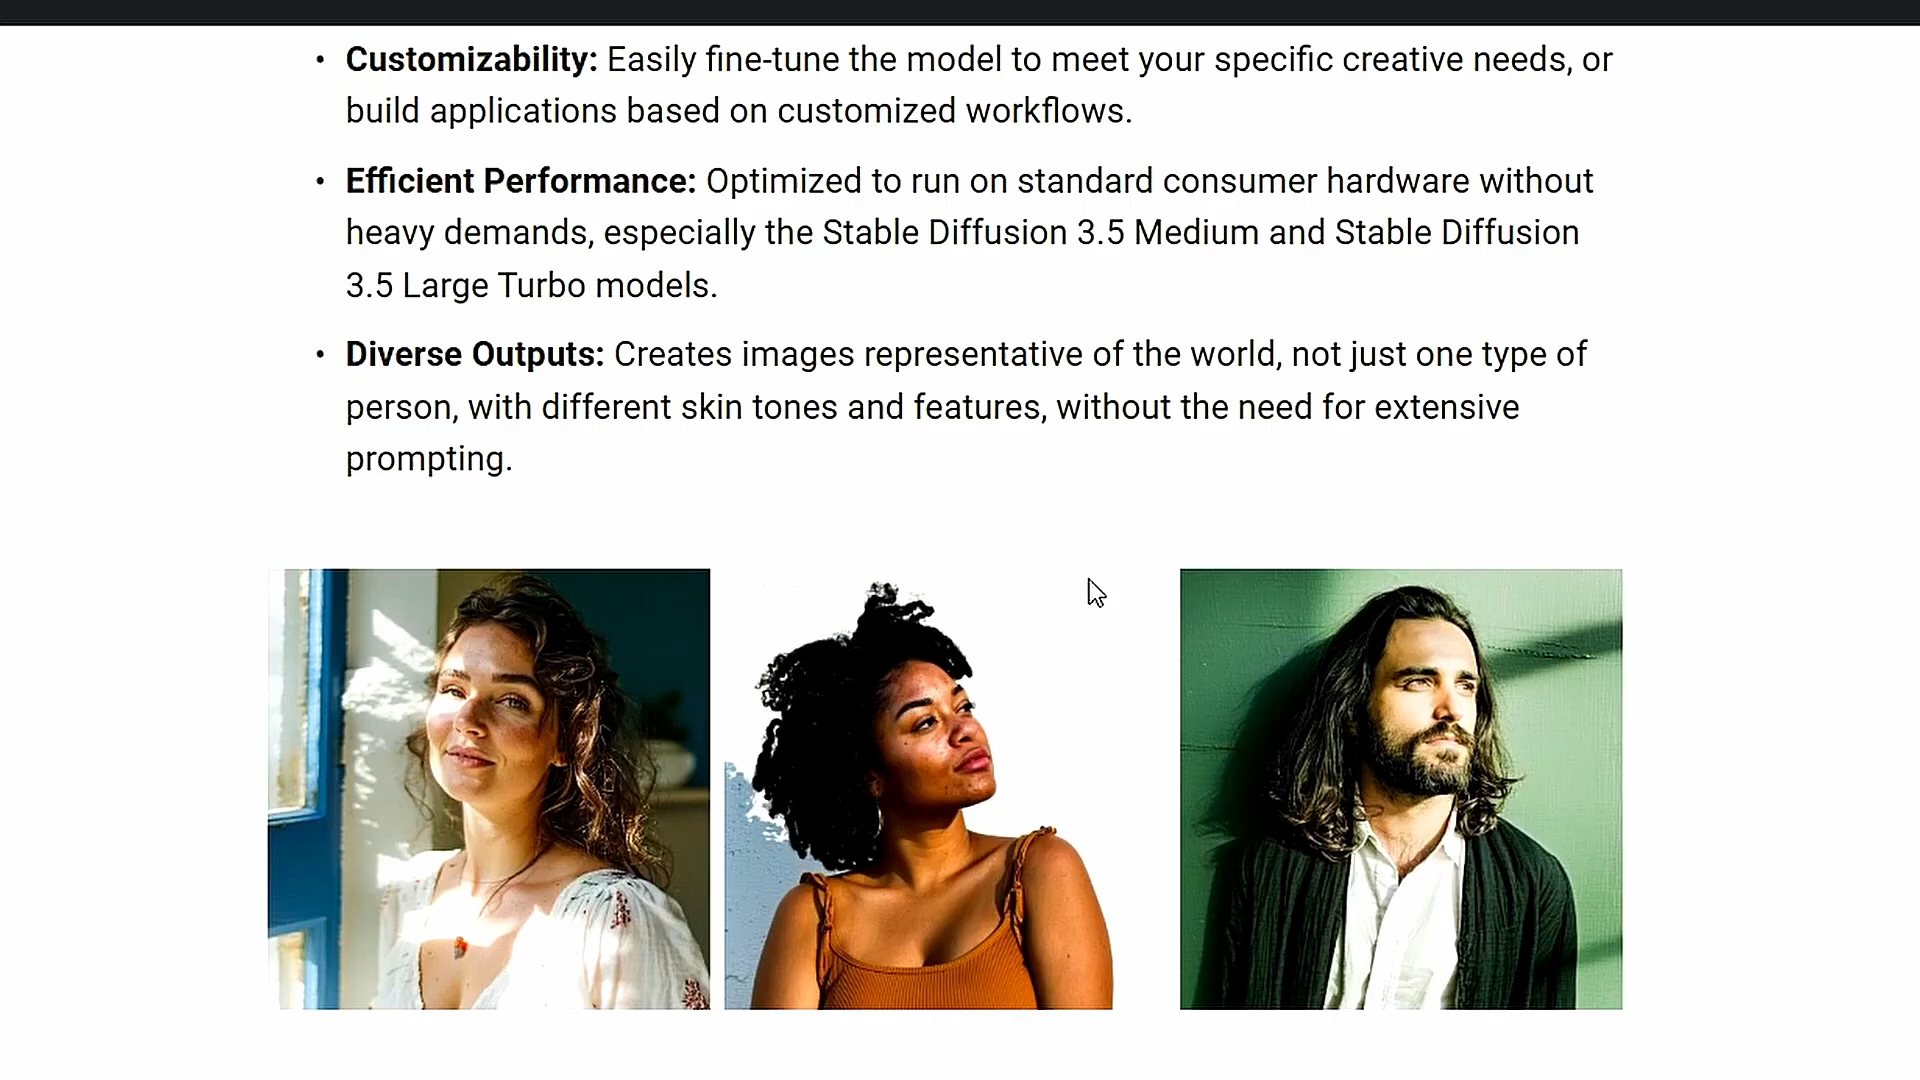 • Customizability: Easily fine-tune the model to meet your specific creative needs, or
build applications based on customized workflows.
• Efficient Performance: Optimized to run on standard consumer hardware without
heavy demands, especially the Stable Diffusion 3.5 Medium and Stable Diffusion
3.5 Large Turbo models.
• Diverse Outputs: Creates images representative of the world, not just one type of
person, with different skin tones and features, without the need for extensive
prompting.